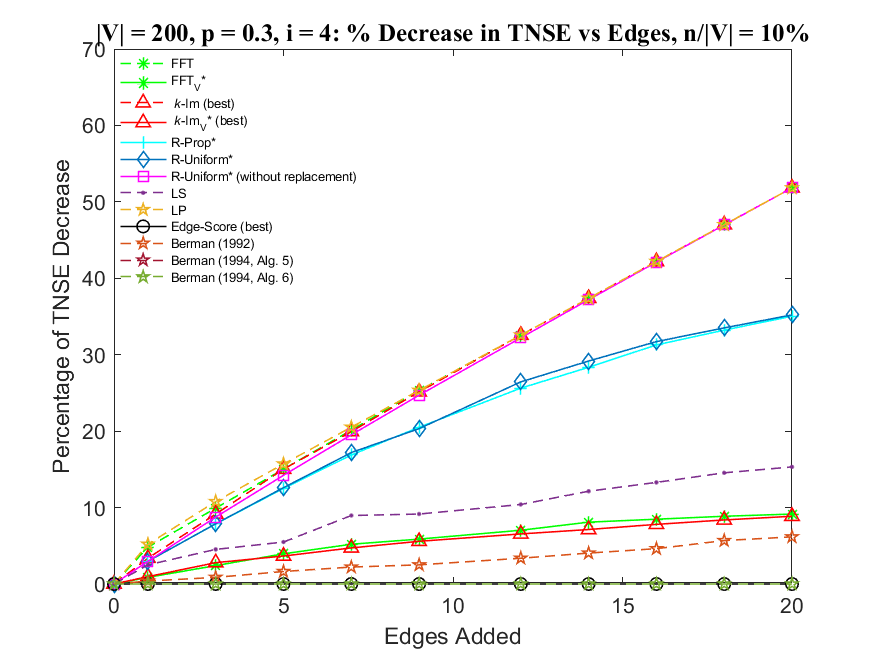 |V| = 200, p = 0.3, i = 4: % Decrease in TNSE vs Edges, n/|V| = 10%
70
60
50
40
30
20
10
0
Percentage of TNSE Decrease
FFT
FFTV*
k-lm (best)
k-lmV* (best)
R-Prop*
R-Uniform*
R-Uniform* (without replacement)
LS
LP
Edge-Score (best)
Berman (1992)
Berman (1994, Alg. 5)
Berman (1994, Alg. 6)
0 5 10 15 20
Edges Added